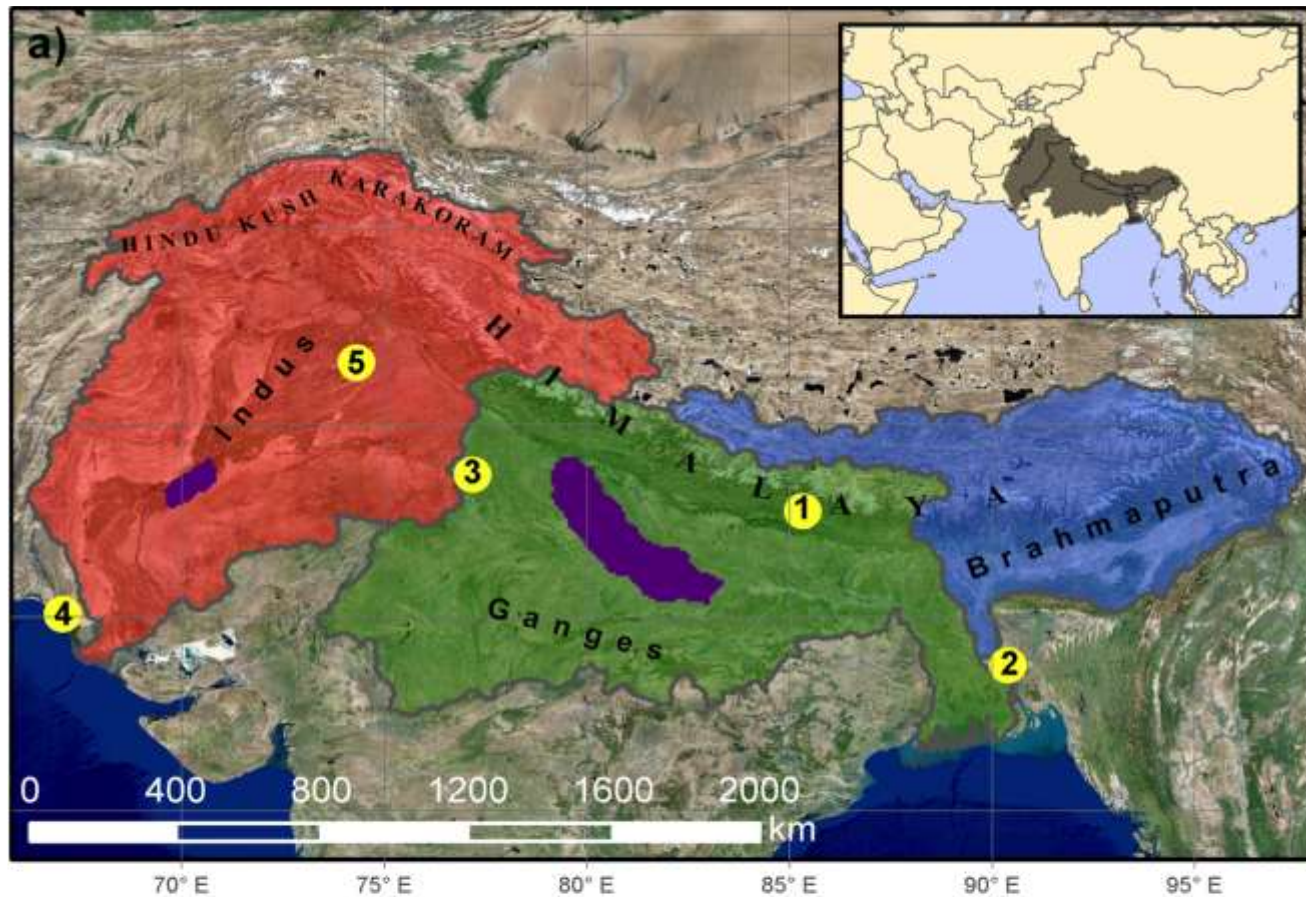 a)
HINDU KUSH
KARAKORAM
HIMALAYA
Indus
5
3
1
Brahmaputra
4
Ganges
2
0 400 800 1200 1600 2000
km
70° E 75° E 80° E 85° E 90° E 95° E